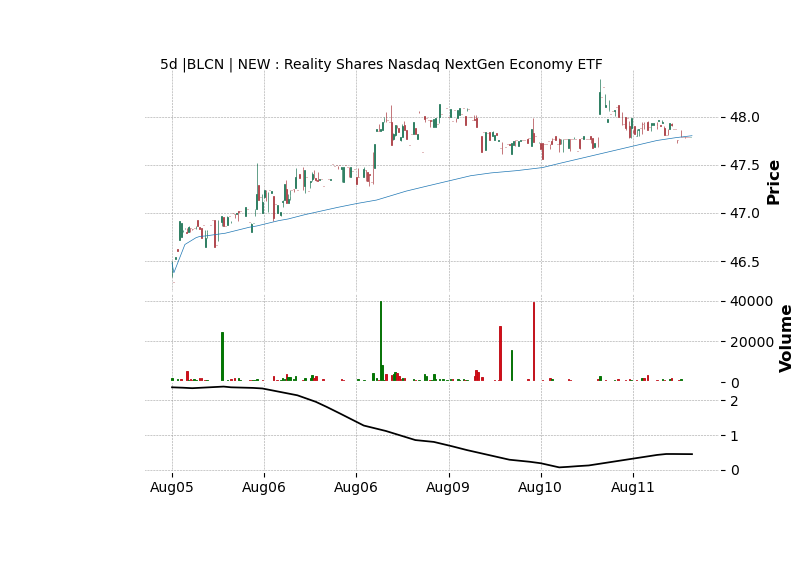 5d |BLCN | NEW : Reality Shares Nasdaq NextGen Economy ETF
48.0
47.5
47.0
46.5
Price
40000
20000
0
Volume
2
1
0
Aug05 Aug06 Aug06 Aug09 Aug10 Aug11